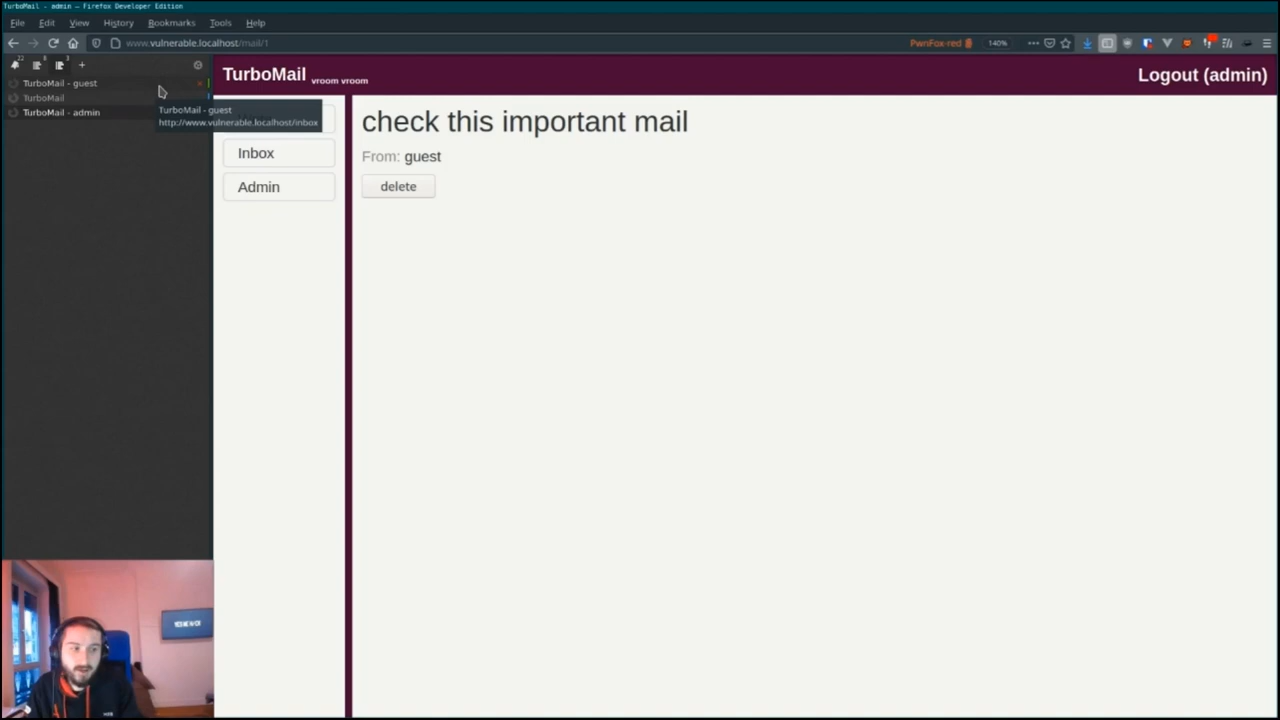 TurboMail - admin — Firefox Developer Edition
File Edit View History Bookmarks Tools Help
www.vulnerable.localhost/mail/1
PwnFox-red
140%
TurboMail - guest
TurboMail
TurboMail - admin
TurboMail - guest
http://www.vulnerable.localhost/inbox
TurboMail vroom vroom
Logout (admin)
Inbox
Admin
check this important mail
From: guest
delete